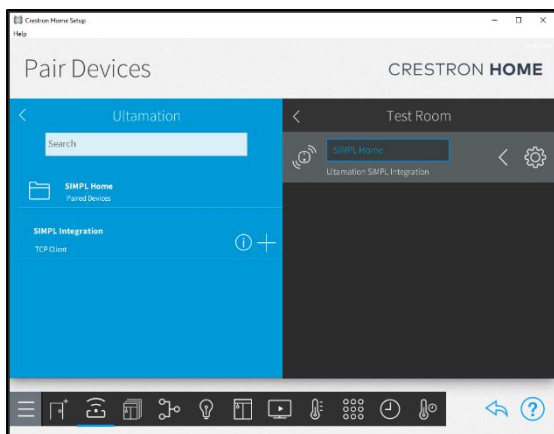 Crestron Home Setup
Help
Pair Devices
CRESTRON HOME
Ultamation
Test Room
Search
SIMPL Home
Utamation SIMPL Integration
SIMPL Home
Paired Devices
SIMPL Integration
TCP Client